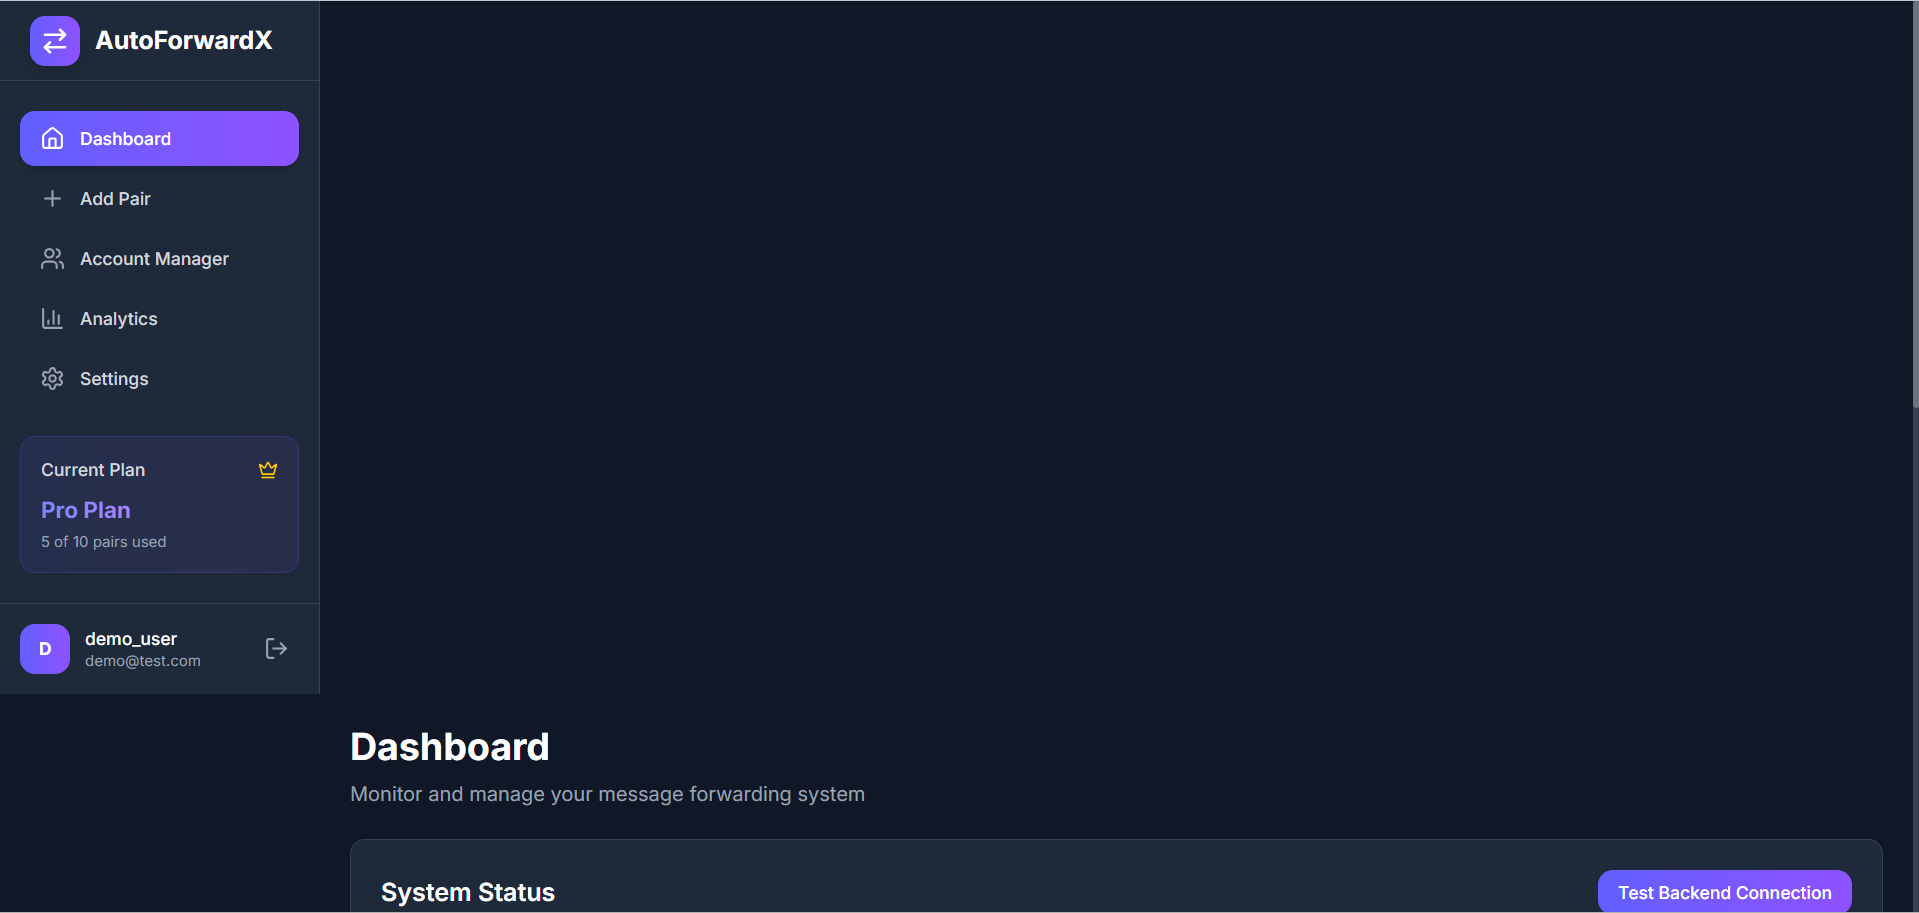 AutoForwardX
Dashboard
Add Pair
Account Manager
Analytics
Settings
Current Plan
Pro Plan
5 of 10 pairs used
D
demo_user
demo@test.com
Dashboard
Monitor and manage your message forwarding system
System Status
Test Backend Connection